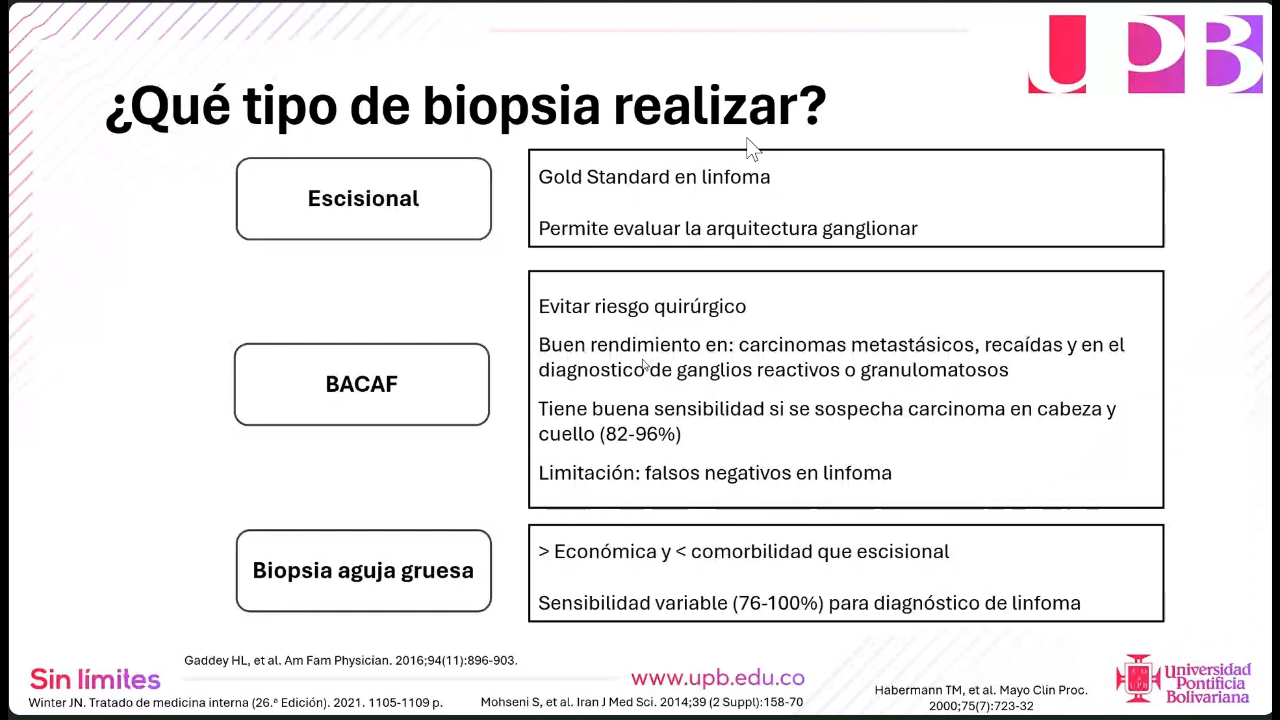 UPB
¿Qué tipo de biopsia realizar?
Escisional
Gold Standard en linfoma
Permite evaluar la arquitectura ganglionar
BACAF
Evitar riesgo quirúrgico
Buen rendimiento en: carcinomas metastásicos, recaídas y en el
diagnostico de ganglios reactivos o granulomatosos
Tiene buena sensibilidad si se sospecha carcinoma en cabeza y
cuello (82-96%)
Limitación: falsos negativos en linfoma
Biopsia aguja gruesa
> Económica y < comorbilidad que escisional
Sensibilidad variable (76-100%) para diagnóstico de linfoma
Gaddey HL, et al. Am Fam Physician. 2016;94(11):896-903.
Sin límites
www.upb.edu.co
Winter JN. Tratado de medicina interna (26.ª Edición). 2021. 1105-1109 p.
et al. Iran J Med Sci. 2014;39(2 Suppl):158-70
Habermann TM, et al. Mayo Clin Proc.
2000;75(7):723-32
Universidad
Pontificia
Bolivariana